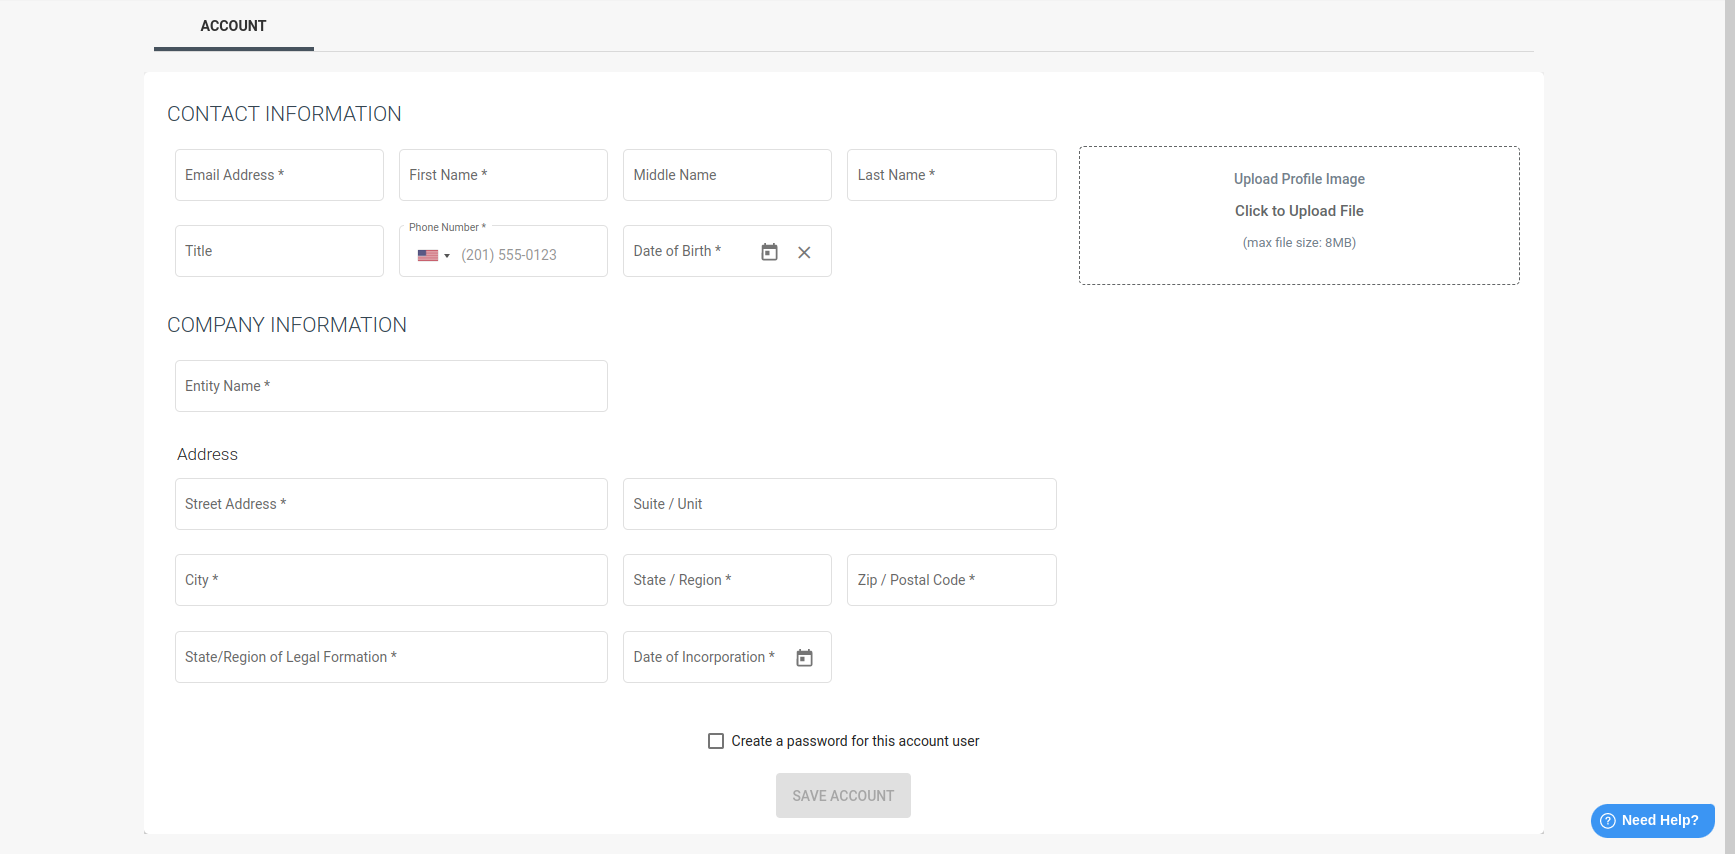 ACCOUNT
CONTACT INFORMATION
Email Address *
First Name *
Middle Name
Last Name *
Upload Profile Image
Click to Upload File
(max file size: 8MB)
Title
Phone Number *
(201) 555-0123
Date of Birth *
COMPANY INFORMATION
Entity Name *
Address
Street Address *
Suite / Unit
City *
State / Region *
Zip / Postal Code *
State/Region of Legal Formation *
Date of Incorporation *
Create a password for this account user
SAVE ACCOUNT
Need Help?